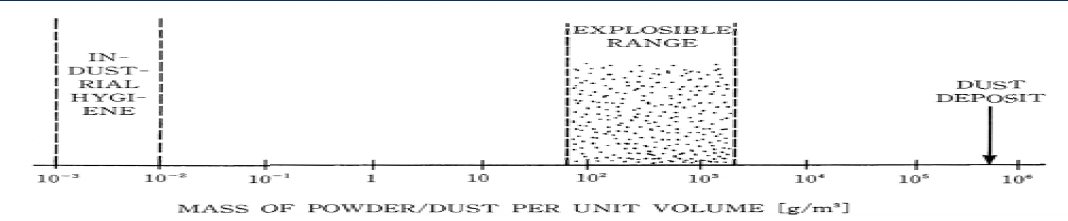 EXPLOSIBLE
RANGE
IN-
DUST-
RIAL
HYGI-
ENE
DUST
DEPOSIT
10⁻³ 10⁻² 10⁻¹ 1 10 10² 10³ 10⁴ 10⁵ 10⁶
MASS OF POWDER/DUST PER UNIT VOLUME [g/m³]